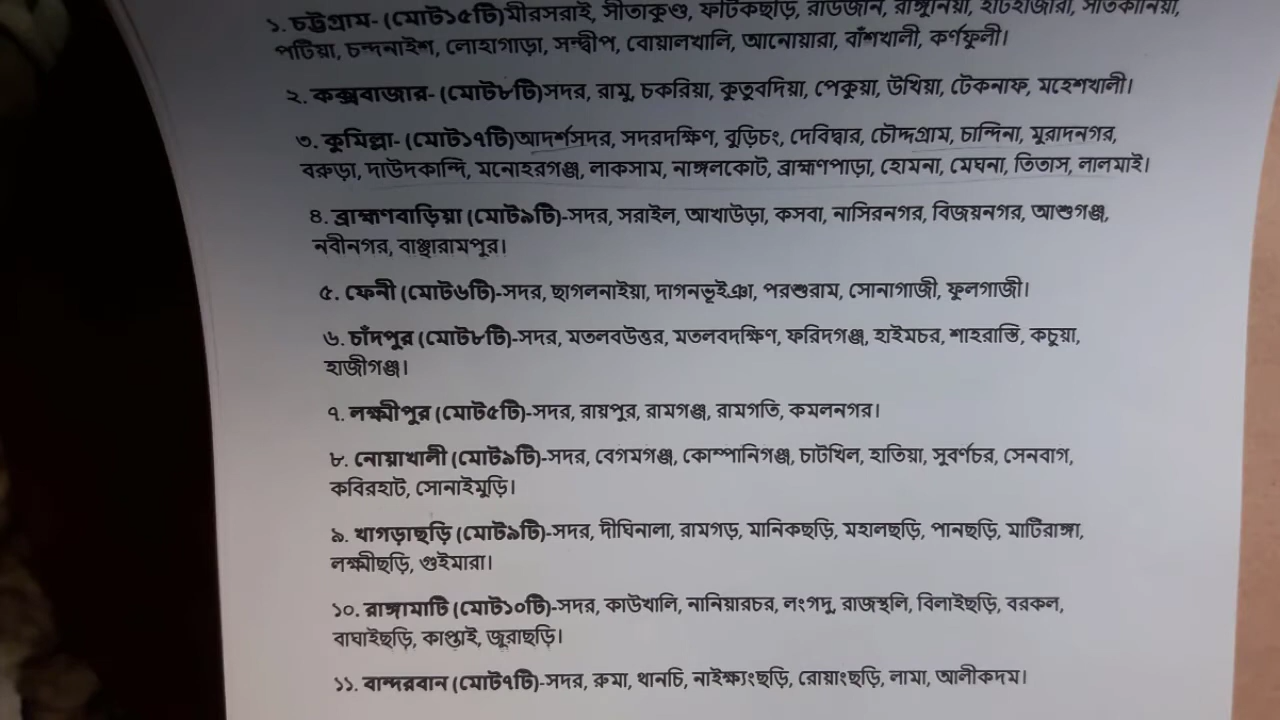 ১. চট্টগ্রাম- (মোট১৫টি)মীরসরাই, সীতাকুণ্ড, ফটিকছড়ি, রাউজান, রাঙ্গুনিয়া, হাটহাজারী, সাতকানিয়া,
পটিয়া, চন্দনাইশ, লোহাগাড়া, সন্দ্বীপ, বোয়ালখালি, আনোয়ারা, বাঁশখালী, কর্ণফূলী।
২. কক্সবাজার- (মোট৮টি)সদর, রামু, চকরিয়া, কুতুবদিয়া, পেকুয়া, উখিয়া, টেকনাফ, মহেশখালী।
৩. কুমিল্লা- (মোট১৭টি)আদর্শসদর, সদরদক্ষিণ, বুড়িচং, দেবিদ্বার, চৌদ্দগ্রাম, চান্দিনা, মুরাদনগর,
বরুড়া, দাউদকান্দি, মনোহরগঞ্জ, লাকসাম, নাঙ্গলকোট, ব্রাহ্মণপাড়া, হোমনা, মেঘনা, তিতাস, লালমাই।
৪. ব্রাহ্মণবাড়িয়া (মোট৯টি)-সদর, সরাইল, আখাউড়া, কসবা, নাসিরনগর, বিজয়নগর, আশুগঞ্জ,
নবীনগর, বাঞ্ছারামপুর।
৫. ফেনী (মোট৬টি)-সদর, ছাগলনাইয়া, দাগনভূইঞা, পরশুরাম, সোনাগাজী, ফুলগাজী।
৬. চাঁদপুর (মোট৮টি)-সদর, মতলবউত্তর, মতলবদক্ষিণ, ফরিদগঞ্জ, হাইমচর, শাহরাস্তি, কচুয়া,
হাজীগঞ্জ।
৭. লক্ষ্মীপুর (মোট৫টি)-সদর, রায়পুর, রামগঞ্জ, রামগতি, কমলনগর।
৮. নোয়াখালী (মোট৯টি)-সদর, বেগমগঞ্জ, কোম্পানিগঞ্জ, চাটখিল, হাতিয়া, সুবর্ণচর, সেনবাগ,
কবিরহাট, সোনাইমুড়ি।
৯. খাগড়াছড়ি (মোট৯টি)-সদর, দীঘিনালা, রামগড়, মানিকছড়ি, মহালছড়ি, পানছড়ি, মাটিরাঙ্গা,
লক্ষ্মীছড়ি, গুইমারা।
১০. রাঙ্গামাটি (মোট১০টি)-সদর, কাউখালি, নানিয়ারচর, লংগদু, রাজস্থলি, বিলাইছড়ি, বরকল,
বাঘাইছড়ি, কাপ্তাই, জুরাছড়ি।
১১. বান্দরবান (মোট৭টি)-সদর, রুমা, থানচি, নাইক্ষ্যংছড়ি, রোয়াংছড়ি, লামা, আলীকদম।